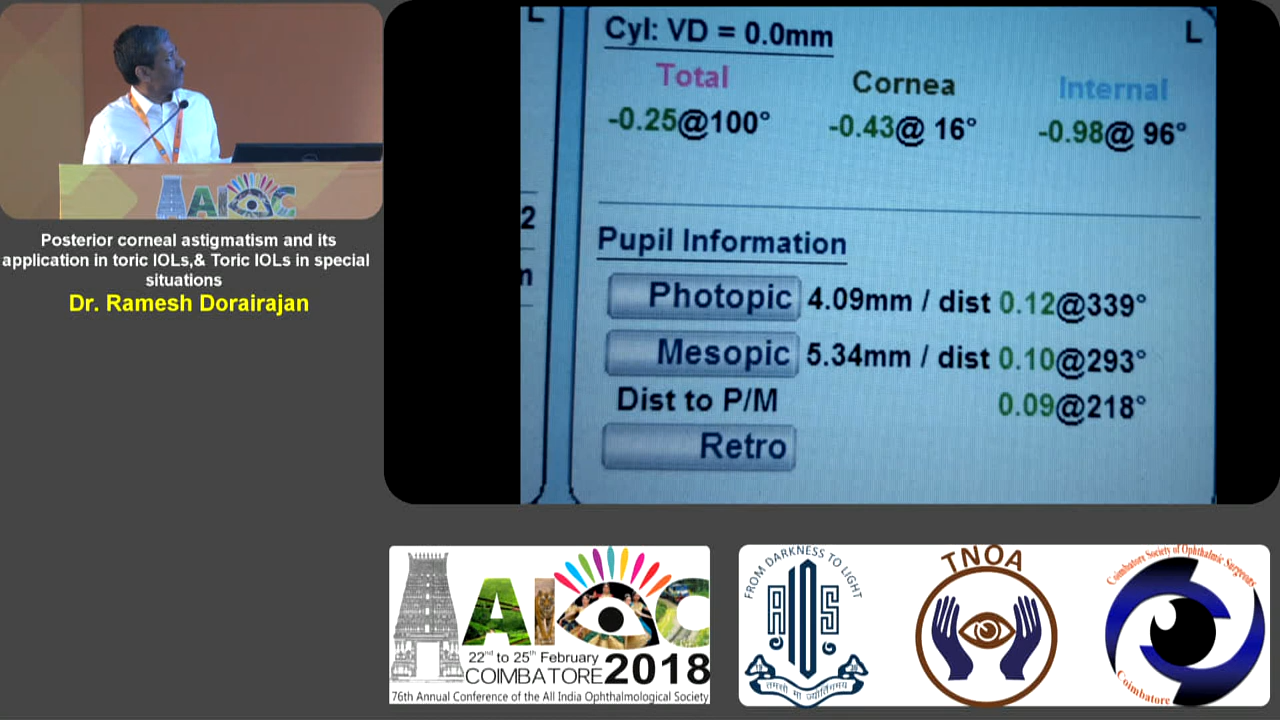 AIOC
Posterior corneal astigmatism and its
application in toric IOLs,& Toric IOLs in special
situations
Dr. Ramesh Dorairajan
L
Cyl: VD = 0.0mm
L
Total Cornea Internal
-0.25@100° -0.43@ 16° -0.98@ 96°
2
Pupil Information
Photopic 4.09mm / dist 0.12@339°
Mesopic 5.34mm / dist 0.10@293°
Dist to P/M 0.09@218°
Retro
AIOC
22nd to 25th February
COIMBATORE 2018
76th Annual Conference of the All India Ophthalmological Society
FROM DARKNESS TO LIGHT
AIOS
तमसो मा ज्योतिर्गमय
TNOA
Coimbatore Society of Ophthalmic Surgeons
Coimbatore